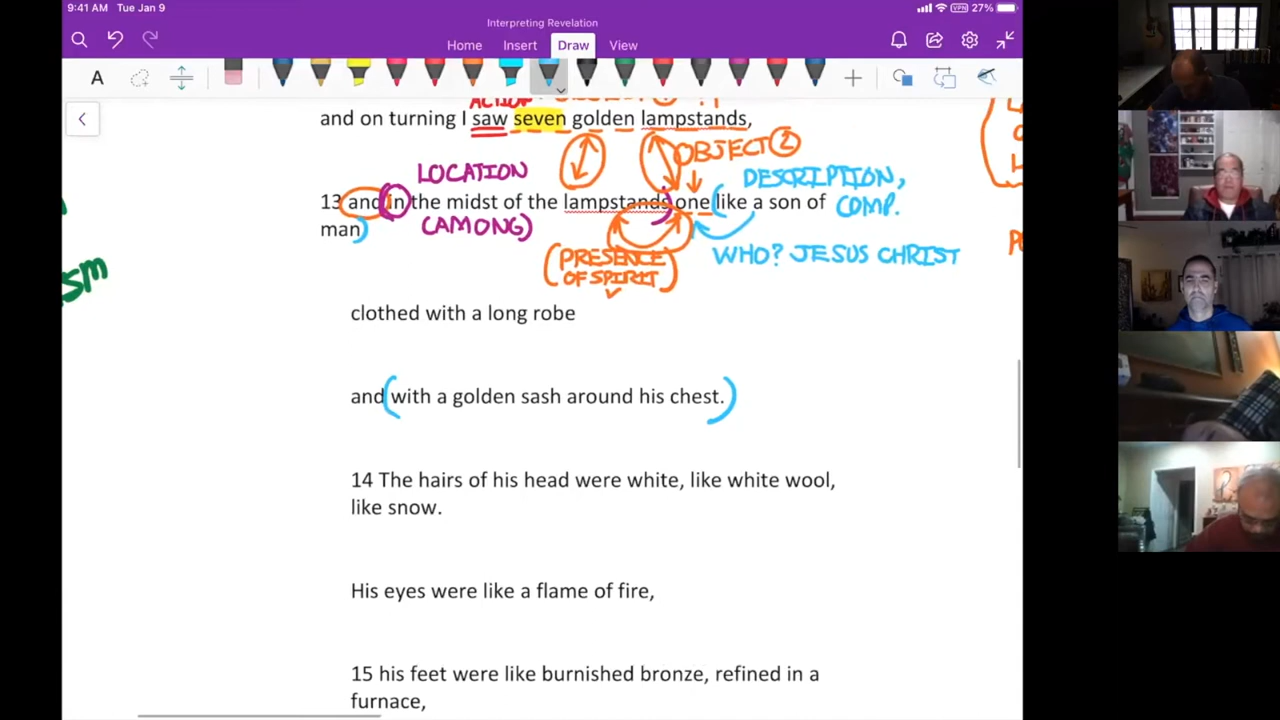 9:41 AM Tue Jan 9
VPN 27%
Interpreting Revelation
Home Insert Draw View
A
ACTION
and on turning I saw seven golden lampstands,
OBJECT 2
LOCATION
DESCRIPTION,
13 and in the midst of the lampstands one like a son of
COMP.
man
(AMONG)
WHO? JESUS CHRIST
(PRESENCE
OF SPIRIT)
SM
clothed with a long robe
and (with a golden sash around his chest.)
14 The hairs of his head were white, like white wool,
like snow.
His eyes were like a flame of fire,
15 his feet were like burnished bronze, refined in a
furnace,